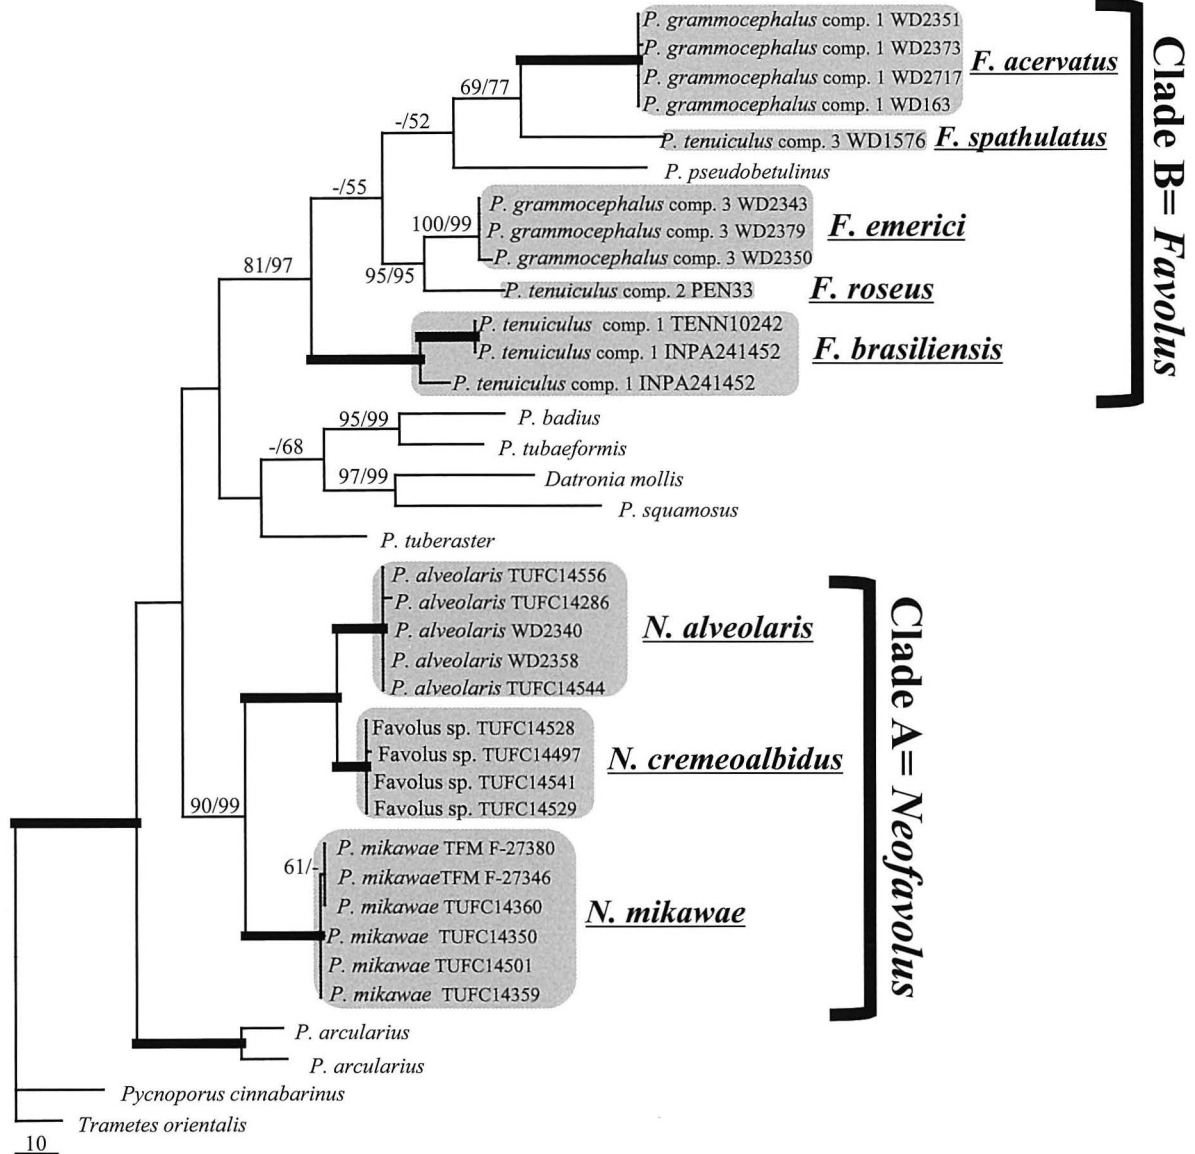 P. grammocephalus comp. 1 WD2351
P. grammocephalus comp. 1 WD2373
P. grammocephalus comp. 1 WD2717
P. grammocephalus comp. 1 WD163
F. acervatus
69/77
-/52
P. tenuiculus comp. 3 WD1576
F. spathulatus
P. pseudobetulinus
-/55
P. grammocephalus comp. 3 WD2343
P. grammocephalus comp. 3 WD2379
P. grammocephalus comp. 3 WD2350
F. emerici
100/99
95/95
P. tenuiculus comp. 2 PEN33
F. roseus
81/97
P. tenuiculus comp. 1 TENN10242
P. tenuiculus comp. 1 INPA241452
P. tenuiculus comp. 1 INPA241452
F. brasiliensis
Clade B= Favolus
95/99
P. badius
P. tubaeformis
-/68
97/99
Datronia mollis
P. squamosus
P. tuberaster
P. alveolaris TUFC14556
P. alveolaris TUFC14286
P. alveolaris WD2340
P. alveolaris WD2358
P. alveolaris TUFC14544
N. alveolaris
Favolus sp. TUFC14528
Favolus sp. TUFC14497
Favolus sp. TUFC14541
Favolus sp. TUFC14529
N. cremeoalbidus
90/99
61/-
P. mikawae TFM F-27380
P. mikawaeTFM F-27346
P. mikawae TUFC14360
P. mikawae TUFC14350
P. mikawae TUFC14501
P. mikawae TUFC14359
N. mikawae
Clade A= Neofavolus
P. arcularius
P. arcularius
Pycnoporus cinnabarinus
Trametes orientalis
10